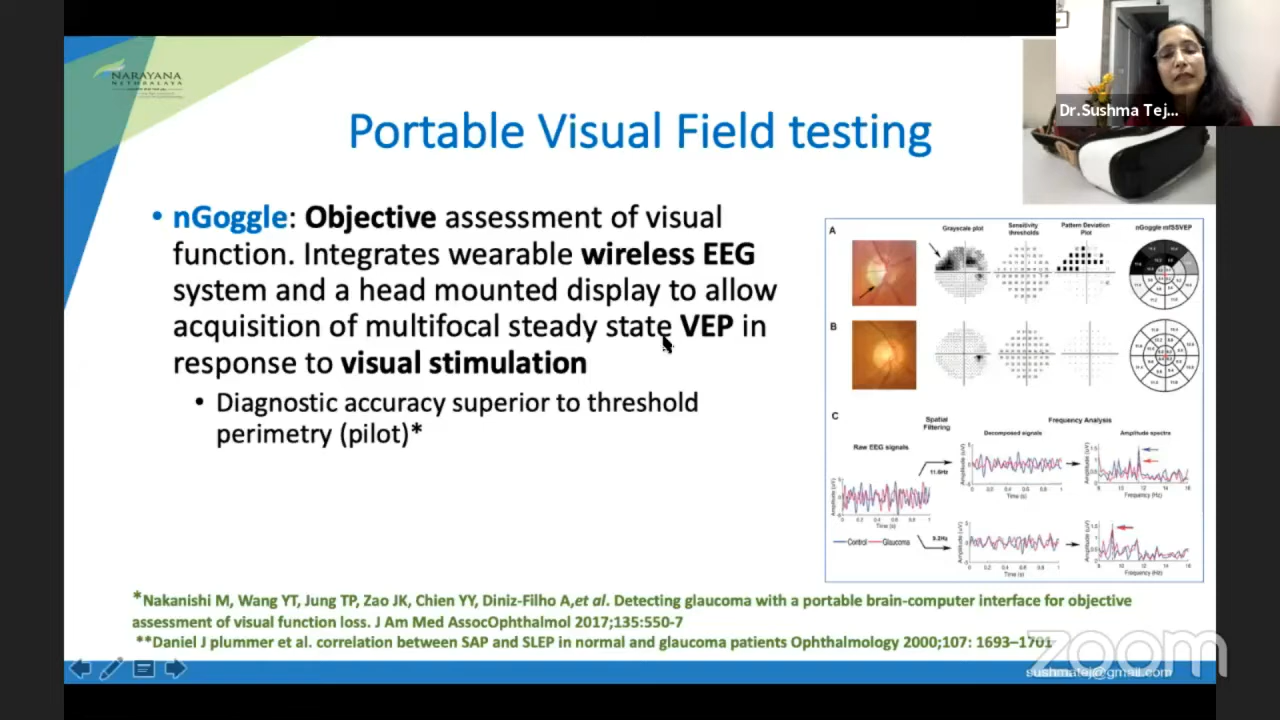 NARAYANA
NETHRALAYA
Dr.Sushma Tej...
Portable Visual Field testing
• nGoggle: Objective assessment of visual
function. Integrates wearable wireless EEG
system and a head mounted display to allow
acquisition of multifocal steady state VEP in
response to visual stimulation
• Diagnostic accuracy superior to threshold
perimetry (pilot)*
A
Grayscale plot
Sensitivity
thresholds
Pattern Deviation
Plot
nGoggle mfSSVEP
B
C
Spatial
Filtering
Frequency Analysis
Raw EEG signals
Decomposed signals
Amplitude spectra
Amplitude (µV)
Time (s)
Frequency (Hz)
Control
Glaucoma
*Nakanishi M, Wang YT, Jung TP, Zao JK, Chien YY, Diniz-Filho A,et al. Detecting glaucoma with a portable brain-computer interface for objective
assessment of visual function loss. J Am Med AssocOphthalmol 2017;135:550-7
**Daniel J plummer et al. correlation between SAP and SLEP in normal and glaucoma patients Ophthalmology 2000;107: 1693–1701
zoom
sushmatej@gmail.com